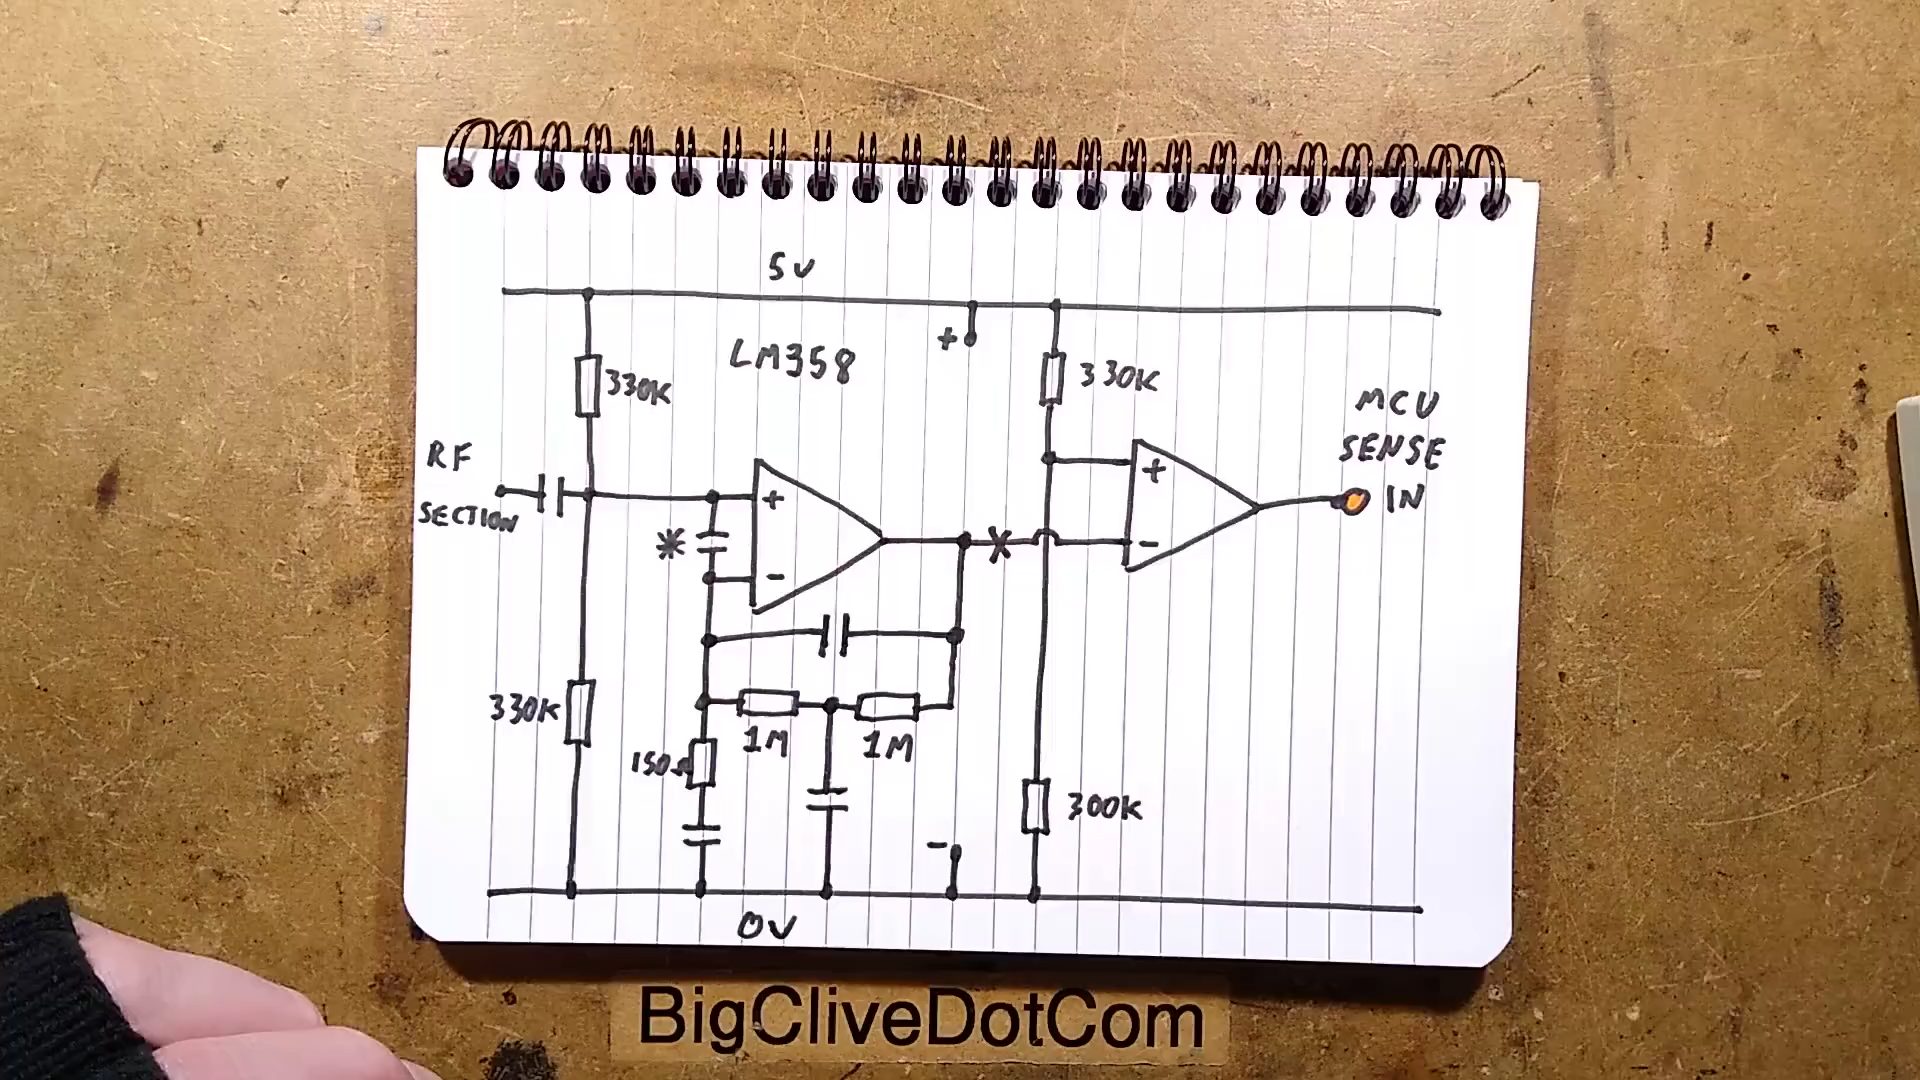 5V
+
LM358
330K
330K
MCU
SENSE
IN
RF
SECTION
+
*
-
+
X
-
330K
150Ω
1M
1M
300K
-
0V
BigCliveDotCom